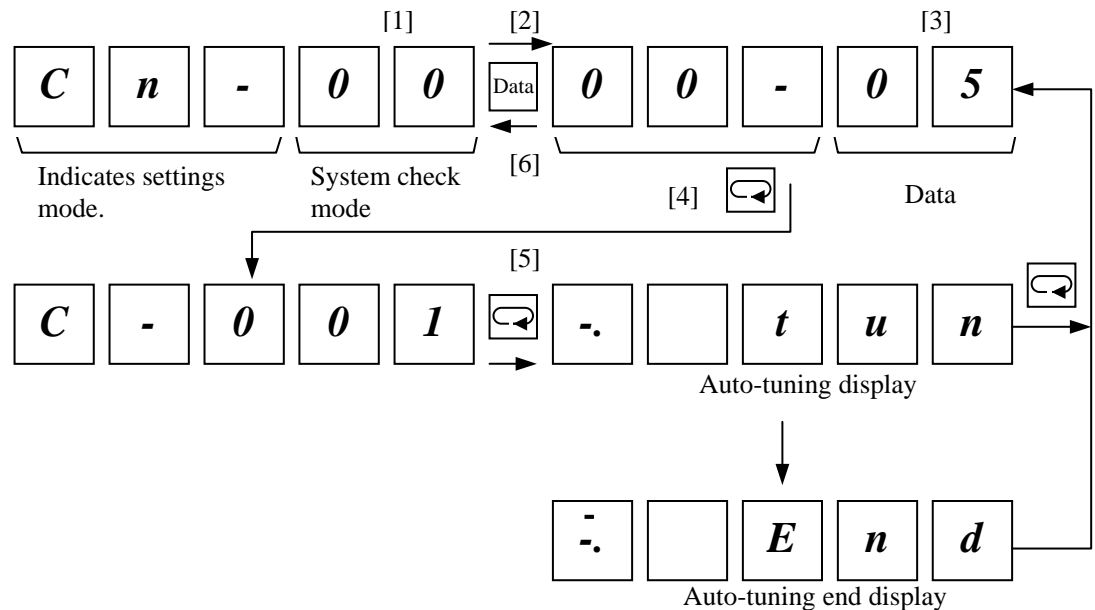 [1] [2] [3]
C n - 0 0 Data 0 0 - 0 5
[6]
Indicates settings mode.
System check mode
[4]
Data
[5]
C - 0 0 1 -. t u n
Auto-tuning display
- -. E n d
Auto-tuning end display